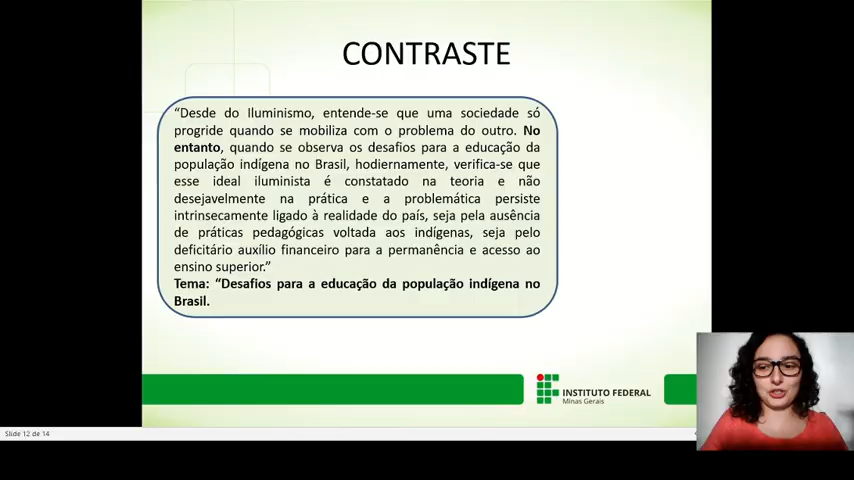 CONTRASTE
“Desde do Iluminismo, entende-se que uma sociedade só
progride quando se mobiliza com o problema do outro. No
entanto, quando se observa os desafios para a educação da
população indígena no Brasil, hodiernamente, verifica-se que
esse ideal iluminista é constatado na teoria e não
desejavelmente na prática e a problemática persiste
intrinsecamente ligado à realidade do país, seja pela ausência
de práticas pedagógicas voltada aos indígenas, seja pelo
deficitário auxílio financeiro para a permanência e acesso ao
ensino superior.”
Tema: “Desafios para a educação da população indígena no
Brasil.
INSTITUTO FEDERAL
Minas Gerais
Slide 12 de 14